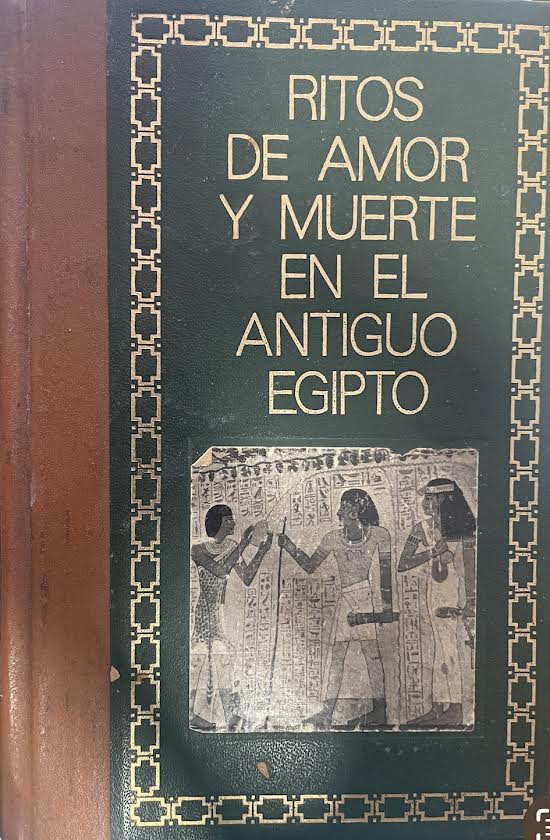 RITOS
DE AMOR
Y MUERTE
EN EL
ANTIGUO
EGIPTO